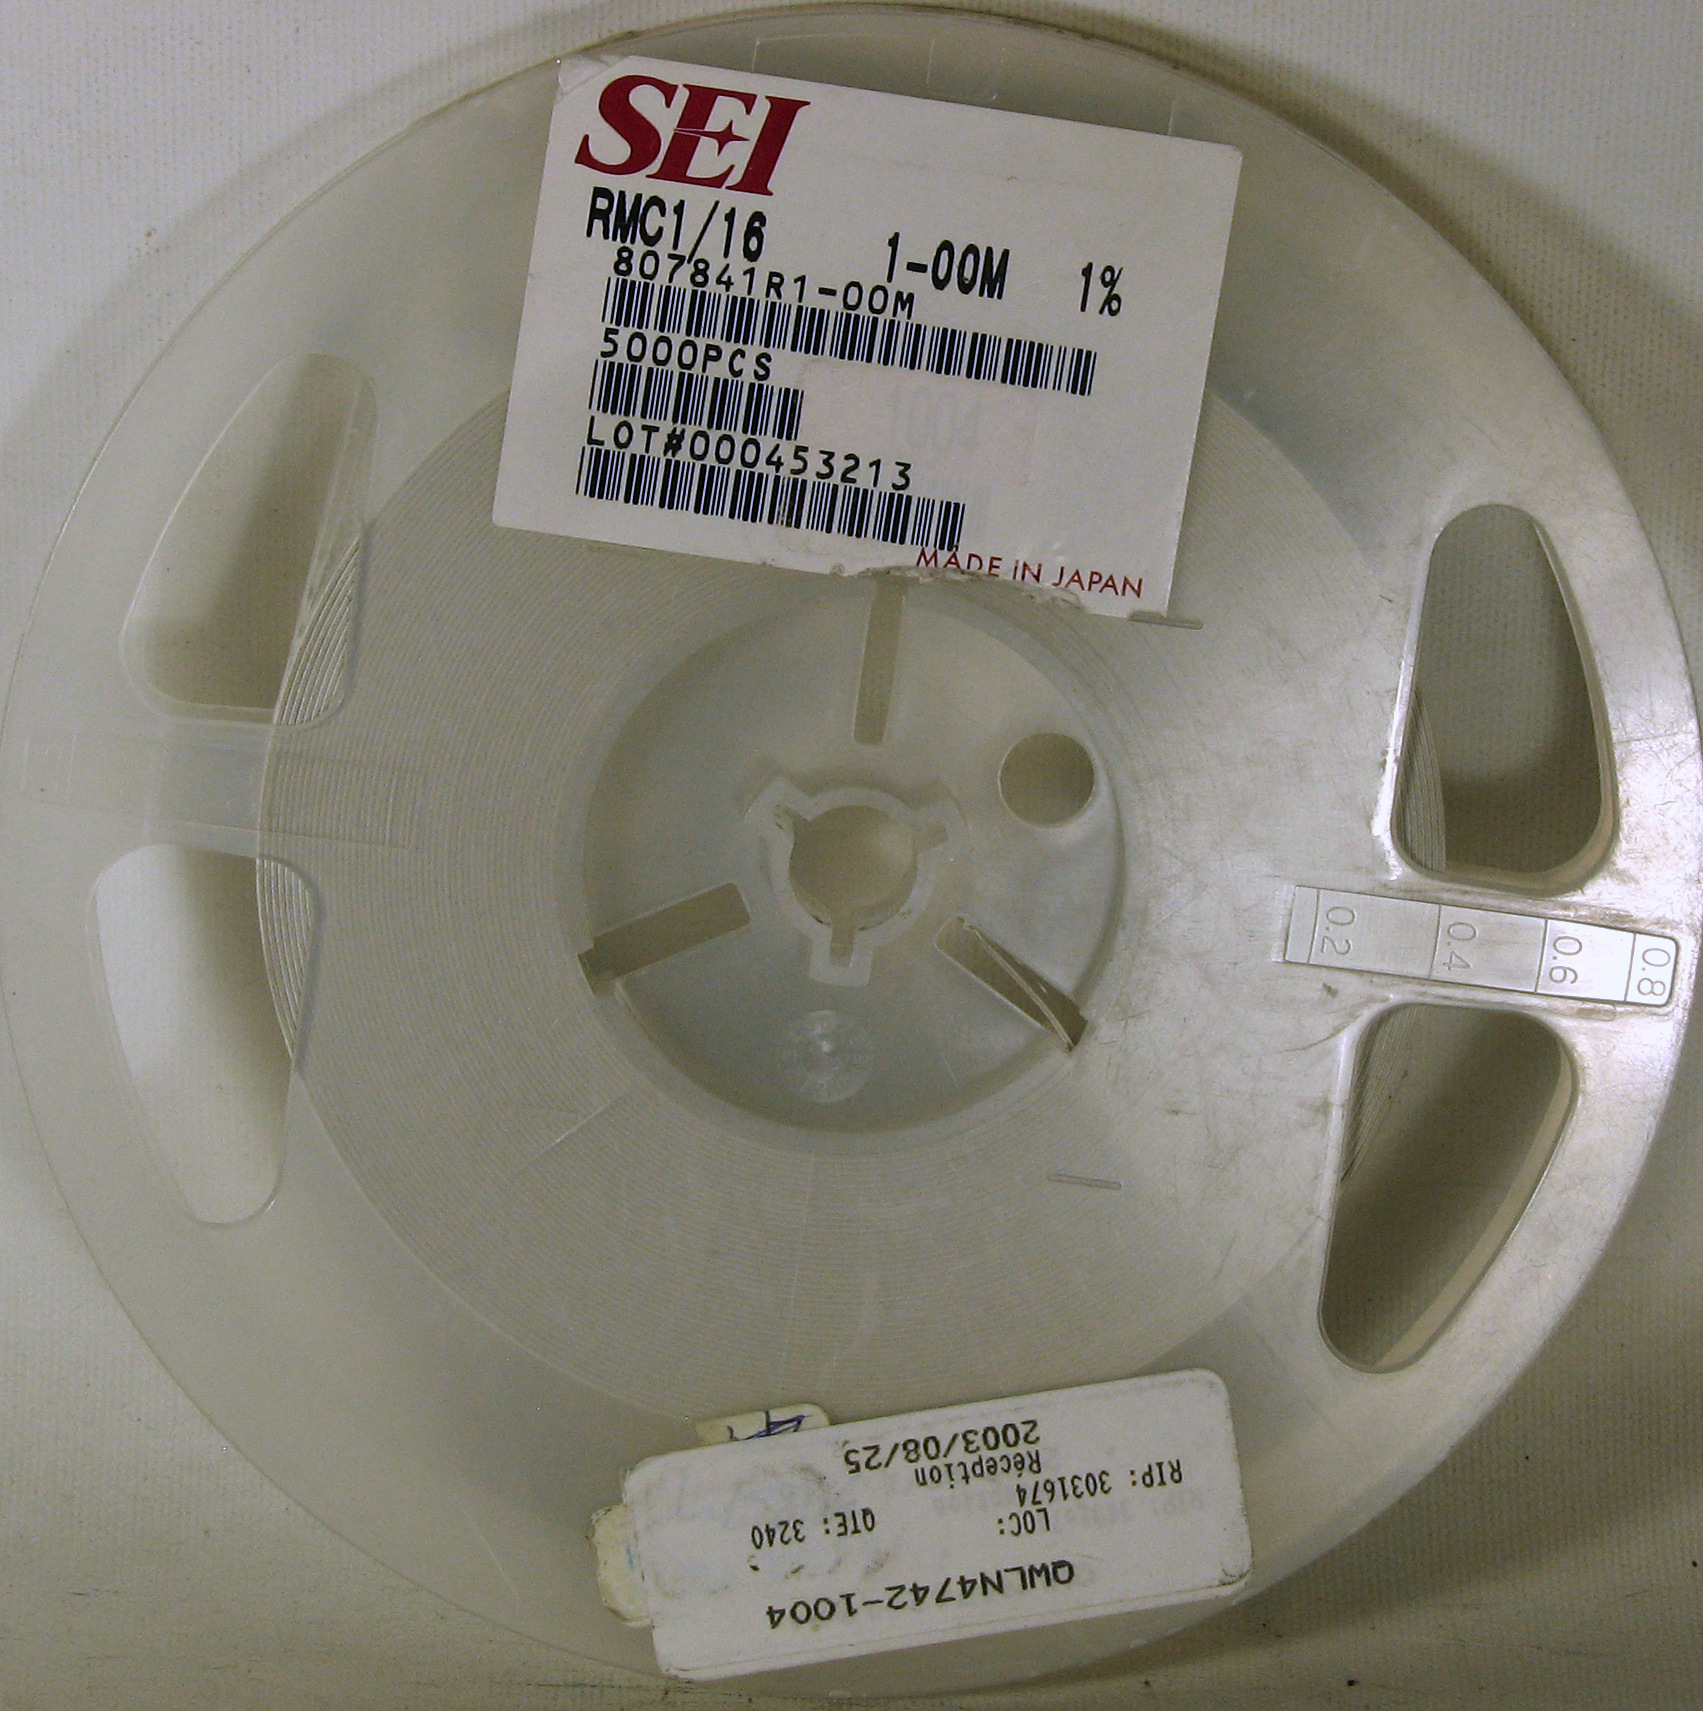 SEI
RMC1/16 1-00M 1%
807841R1-00M
5000PCS
1004
LOT#000453213
MADE IN JAPAN
0.2 0.4 0.6 0.8
QWLN4742-1004
LOC: QTE: 3240
RIP: 3031674
Réception
2003/08/25